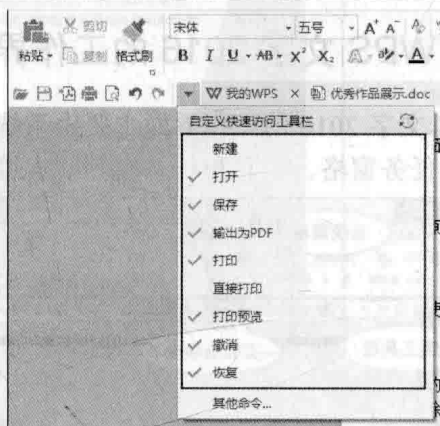 剪切
宋体 五号 A⁺ A⁻
粘贴 复制 格式刷 B I U AB X² X₂ A ab A
W 我的WPS × 优秀作品展示.doc
自定义快速访问工具栏
新建
打开
保存
输出为PDF
打印
直接打印
打印预览
撤消
恢复
其他命令...